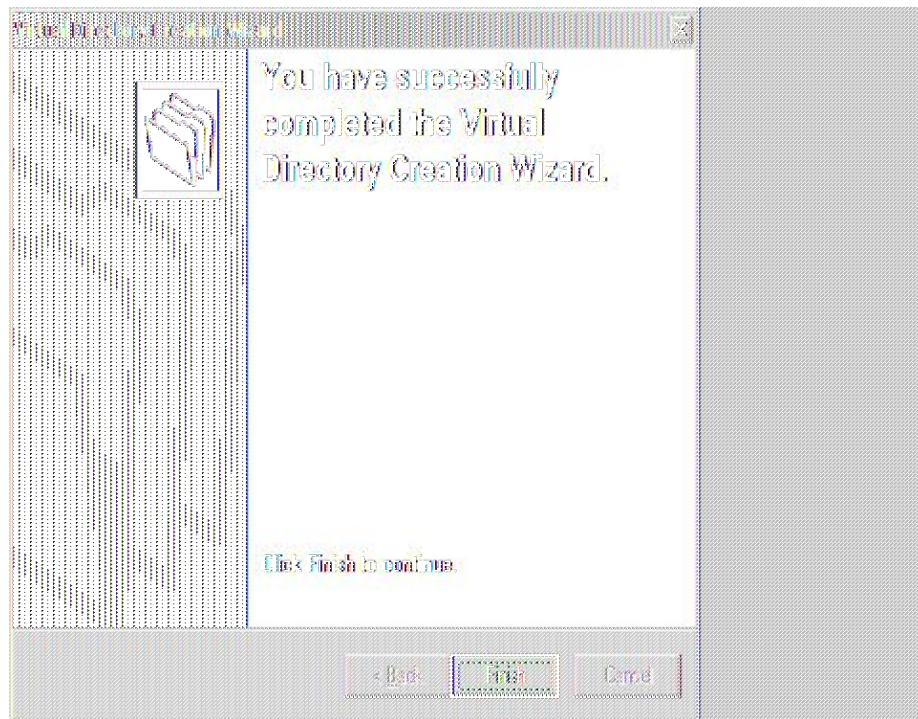 Virtual Directory Creation Wizard
You have successfully
completed the Virtual
Directory Creation Wizard.
Click Finish to continue.
< Back
Finish
Cancel